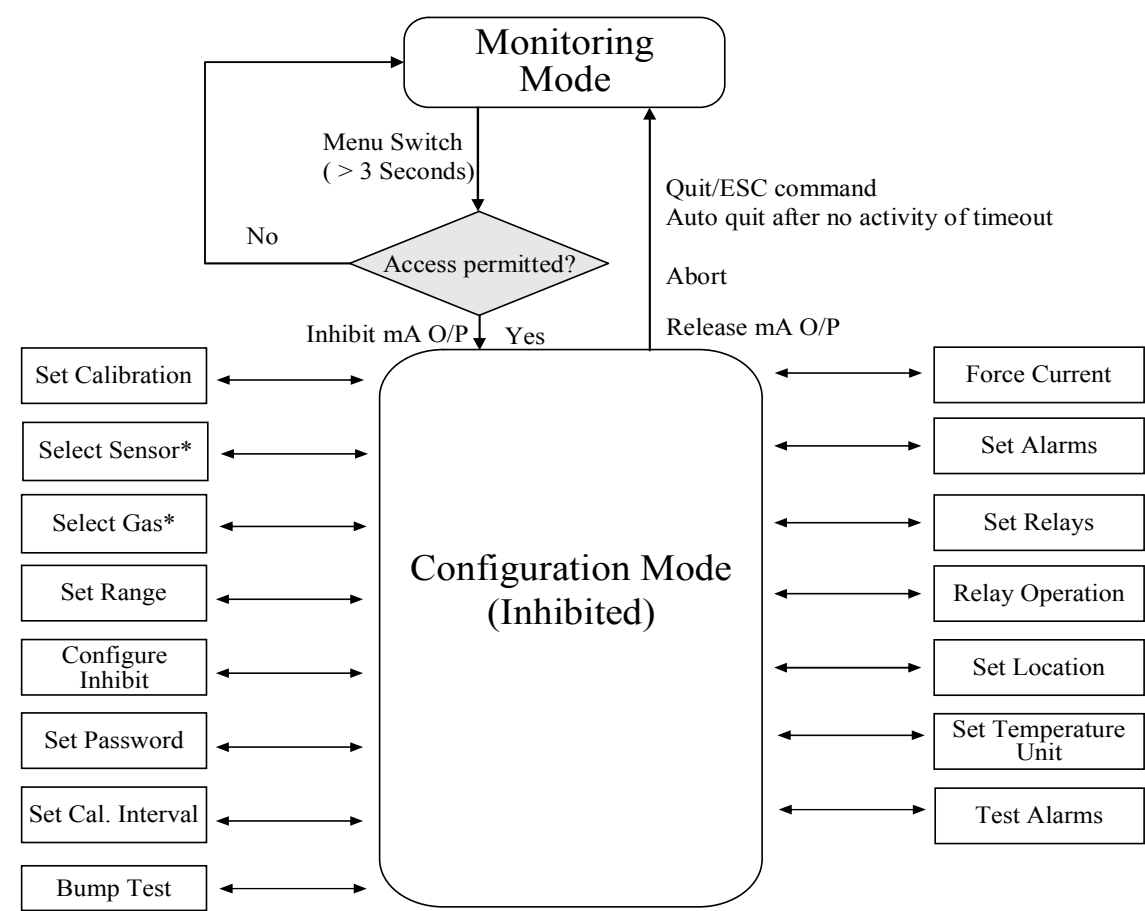 Monitoring
Mode
Menu Switch
( > 3 Seconds)
Quit/ESC command
Auto quit after no activity of timeout
No
Access permitted?
Abort
Inhibit mA O/P
Yes
Release mA O/P
Set Calibration
Select Sensor*
Select Gas*
Set Range
Configure
Inhibit
Set Password
Set Cal. Interval
Bump Test
Configuration Mode
(Inhibited)
Force Current
Set Alarms
Set Relays
Relay Operation
Set Location
Set Temperature
Unit
Test Alarms